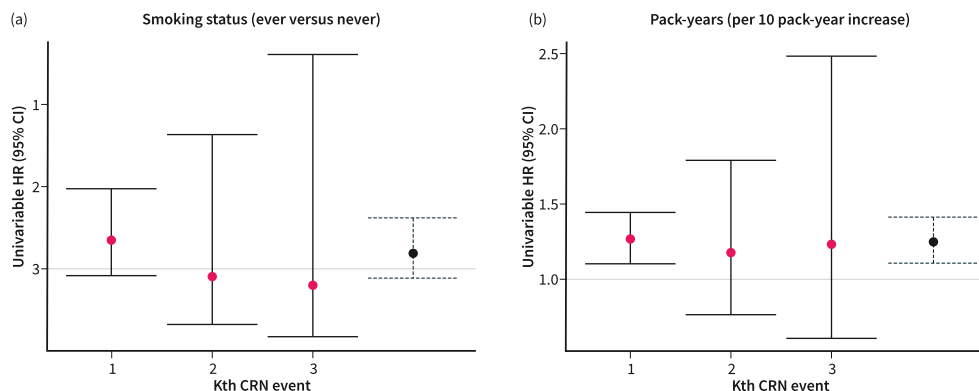 (a)
Smoking status (ever versus never)
Univariable HR (95% CI)
1
2
3
1
2
3
Kth CRN event
(b)
Pack-years (per 10 pack-year increase)
Univariable HR (95% CI)
2.5
2.0
1.5
1.0
1
2
3
Kth CRN event